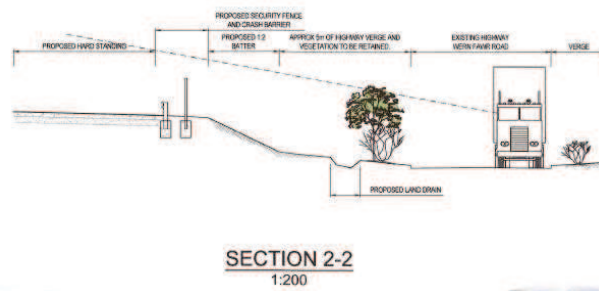 PROPOSED SECURITY FENCE
AND CRASH BARRIER
PROPOSED HARD STANDING
PROPOSED 1:2
BATTER
APPROX 5m OF HIGHWAY VERGE AND
VEGETATION TO BE RETAINED.
EXISTING HIGHWAY
WERN FAWR ROAD
VERGE
PROPOSED LAND DRAIN
SECTION 2-2
1:200